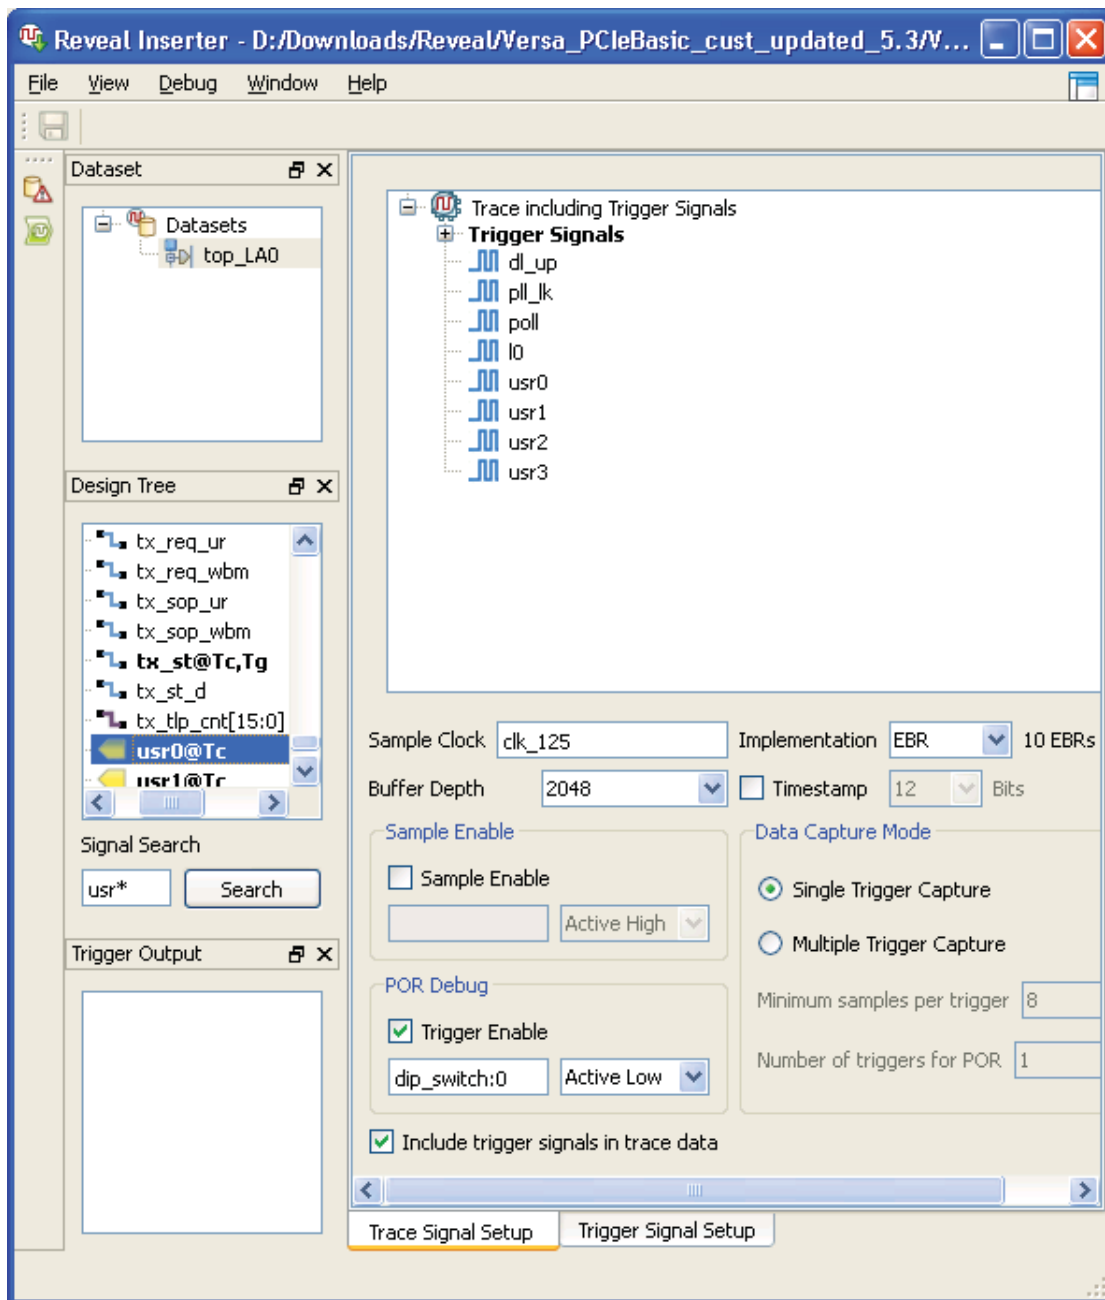 Reveal Inserter - D:/Downloads/Reveal/Versa_PCIeBasic_cust_updated_5.3/V...
File View Debug Window Help
Dataset
Datasets
top_LA0
Design Tree
tx_req_ur
tx_req_wbm
tx_sop_ur
tx_sop_wbm
tx_st@Tc,Tg
tx_st_d
tx_tlp_cnt[15:0]
usr0@Tc
usr1@Tc
Signal Search
usr* Search
Trigger Output
Trace including Trigger Signals
Trigger Signals
dl_up
pll_lk
poll
l0
usr0
usr1
usr2
usr3
Sample Clock clk_125 Implementation EBR 10 EBRs
Buffer Depth 2048 Timestamp 12 Bits
Sample Enable
Sample Enable
Active High
POR Debug
Trigger Enable
dip_switch:0 Active Low
Data Capture Mode
Single Trigger Capture
Multiple Trigger Capture
Minimum samples per trigger 8
Number of triggers for POR 1
Include trigger signals in trace data
Trace Signal Setup Trigger Signal Setup